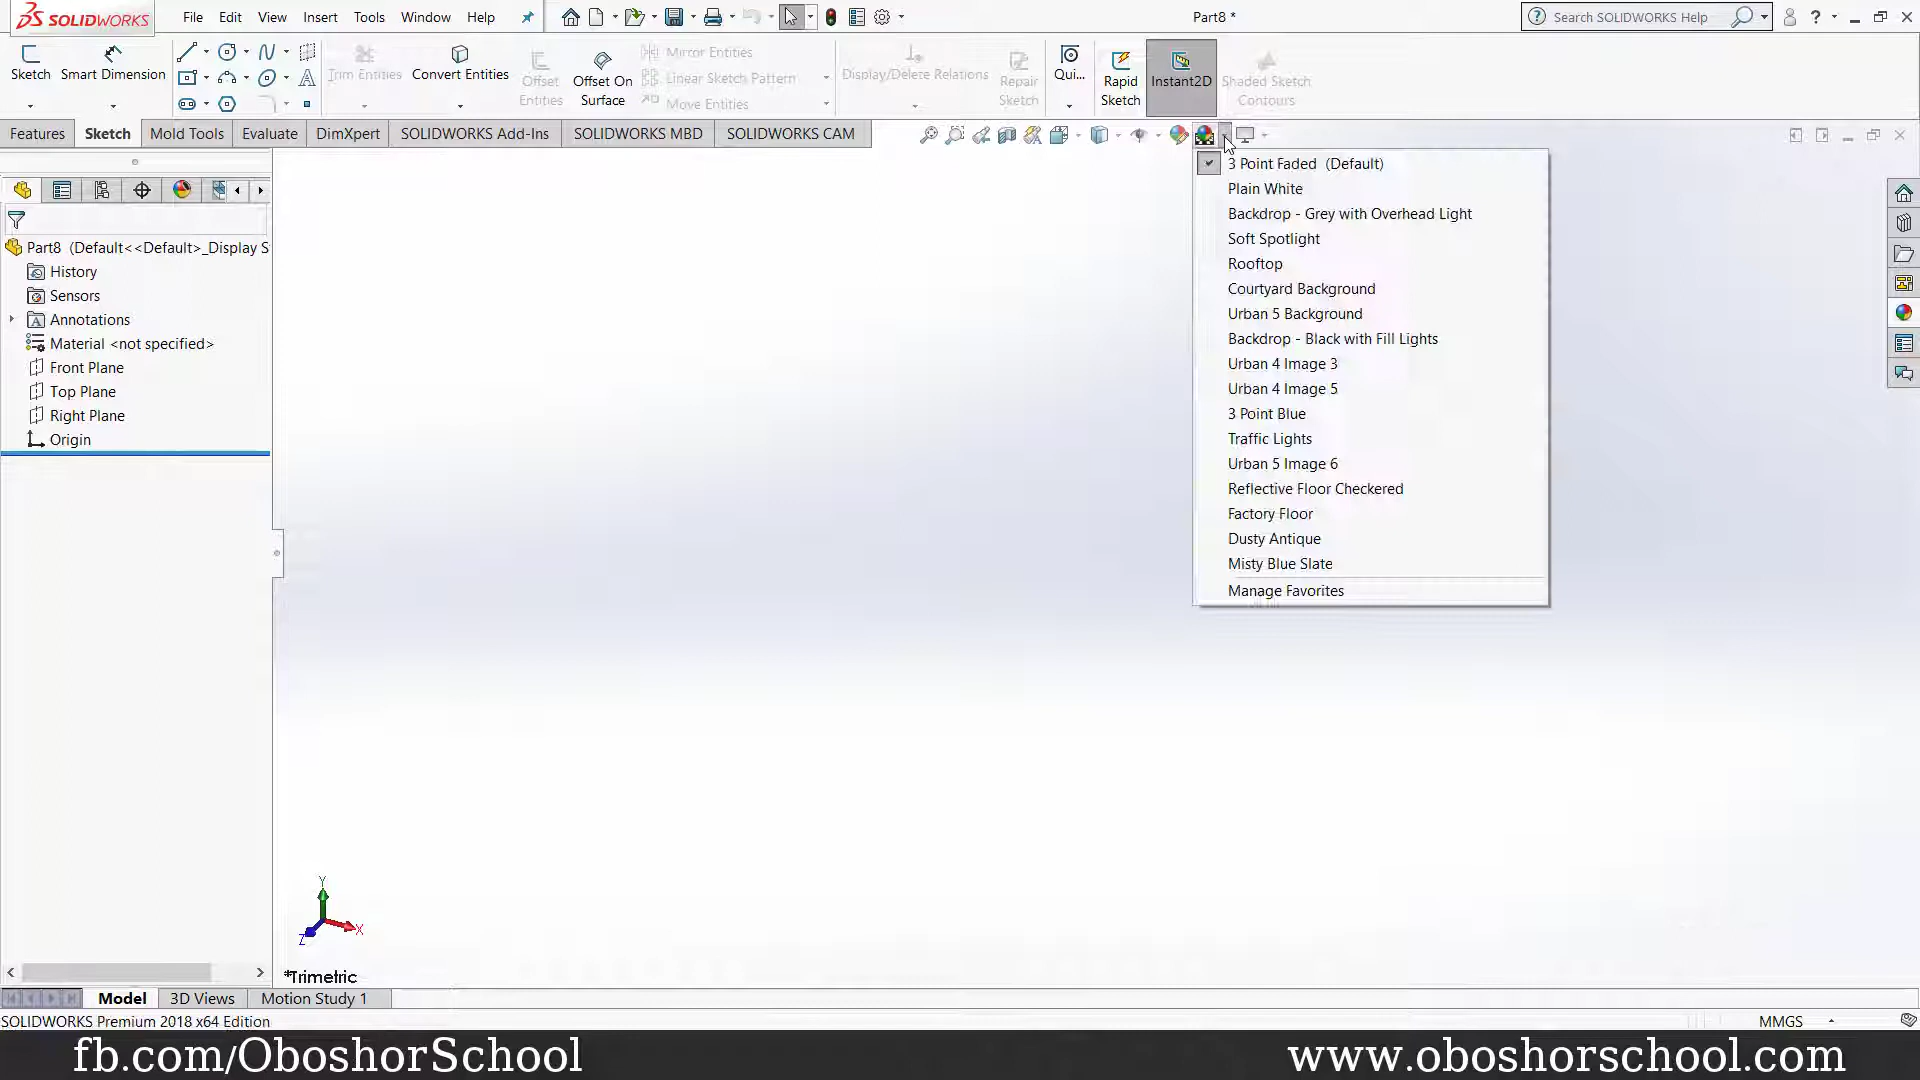 SOLIDWORKS
File Edit View Insert Tools Window Help
Part8 *
Search SOLIDWORKS Help
Sketch
Smart Dimension
Trim Entities
Convert Entities
Offset Entities
Offset On Surface
Mirror Entities
Linear Sketch Pattern
Move Entities
Display/Delete Relations
Repair Sketch
Qui...
Rapid Sketch
Instant2D
Shaded Sketch Contours
Features Sketch Mold Tools Evaluate DimXpert SOLIDWORKS Add-Ins SOLIDWORKS MBD SOLIDWORKS CAM
Part8 (Default<<Default>_Display S
History
Sensors
Annotations
Material <not specified>
Front Plane
Top Plane
Right Plane
Origin
3 Point Faded (Default)
Plain White
Backdrop - Grey with Overhead Light
Soft Spotlight
Rooftop
Courtyard Background
Urban 5 Background
Backdrop - Black with Fill Lights
Urban 4 Image 3
Urban 4 Image 5
3 Point Blue
Traffic Lights
Urban 5 Image 6
Reflective Floor Checkered
Factory Floor
Dusty Antique
Misty Blue Slate
Manage Favorites
Y
X
Z
*Trimetric
Model 3D Views Motion Study 1
SOLIDWORKS Premium 2018 x64 Edition
MMGS
fb.com/OboshorSchool
www.oboshorschool.com